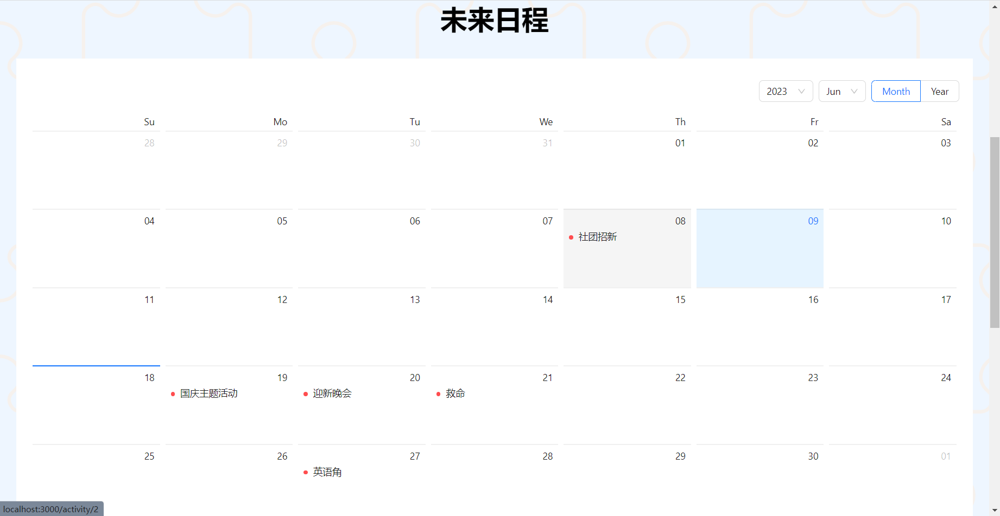 未来日程
2023 Jun Month Year
Su Mo Tu We Th Fr Sa
28 29 30 31 01 02 03
04 05 06 07 08 09 10
社团招新
11 12 13 14 15 16 17
18 19 20 21 22 23 24
国庆主题活动 迎新晚会 救命
25 26 27 28 29 30 01
英语角
localhost:3000/activity/2